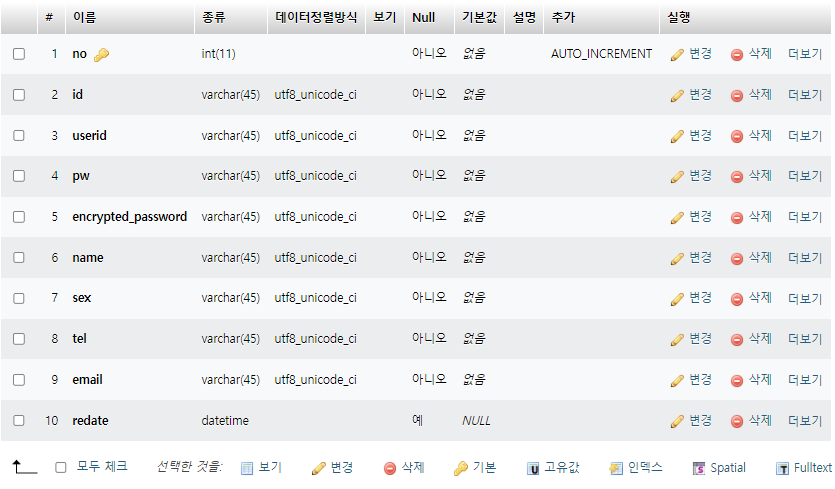 # 이름 종류 데이터정렬방식 보기 Null 기본값 설명 추가 실행
1 no int(11) 아니오 없음 AUTO_INCREMENT 변경 삭제 더보기
2 id varchar(45) utf8_unicode_ci 아니오 없음 변경 삭제 더보기
3 userid varchar(45) utf8_unicode_ci 아니오 없음 변경 삭제 더보기
4 pw varchar(45) utf8_unicode_ci 아니오 없음 변경 삭제 더보기
5 encrypted_password varchar(45) utf8_unicode_ci 아니오 없음 변경 삭제 더보기
6 name varchar(45) utf8_unicode_ci 아니오 없음 변경 삭제 더보기
7 sex varchar(45) utf8_unicode_ci 아니오 없음 변경 삭제 더보기
8 tel varchar(45) utf8_unicode_ci 아니오 없음 변경 삭제 더보기
9 email varchar(45) utf8_unicode_ci 아니오 없음 변경 삭제 더보기
10 redate datetime 예 NULL 변경 삭제 더보기
모두 체크 선택한 것을: 보기 변경 삭제 기본 고유값 인덱스 Spatial Fulltext